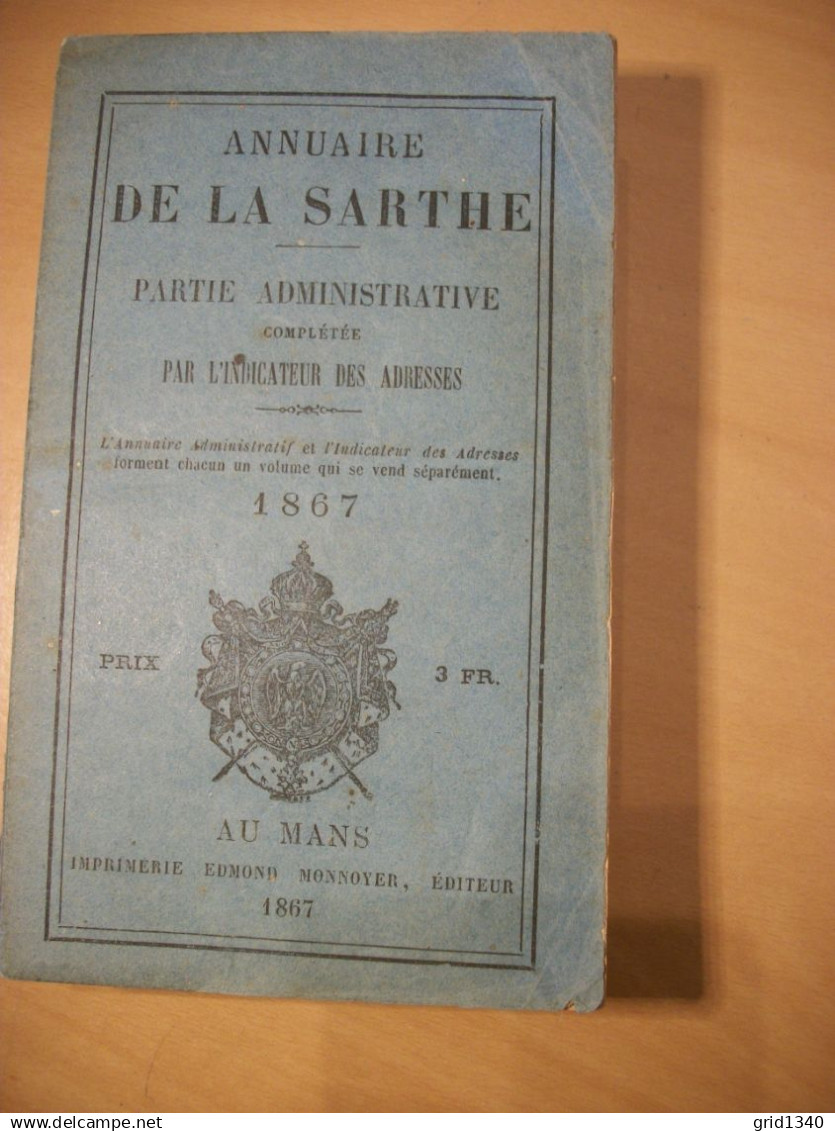 ANNUAIRE
DE LA SARTHE
PARTIE ADMINISTRATIVE
COMPLÉTÉE
PAR L'INDICATEUR DES ADRESSES
L'Annuaire Administratif et l'Indicateur des Adresses
forment chacun un volume qui se vend séparément.
1867
PRIX 3 FR.
AU MANS
IMPRIMERIE EDMOND MONNOYER, ÉDITEUR
1867
Delcampe.net
grid1340